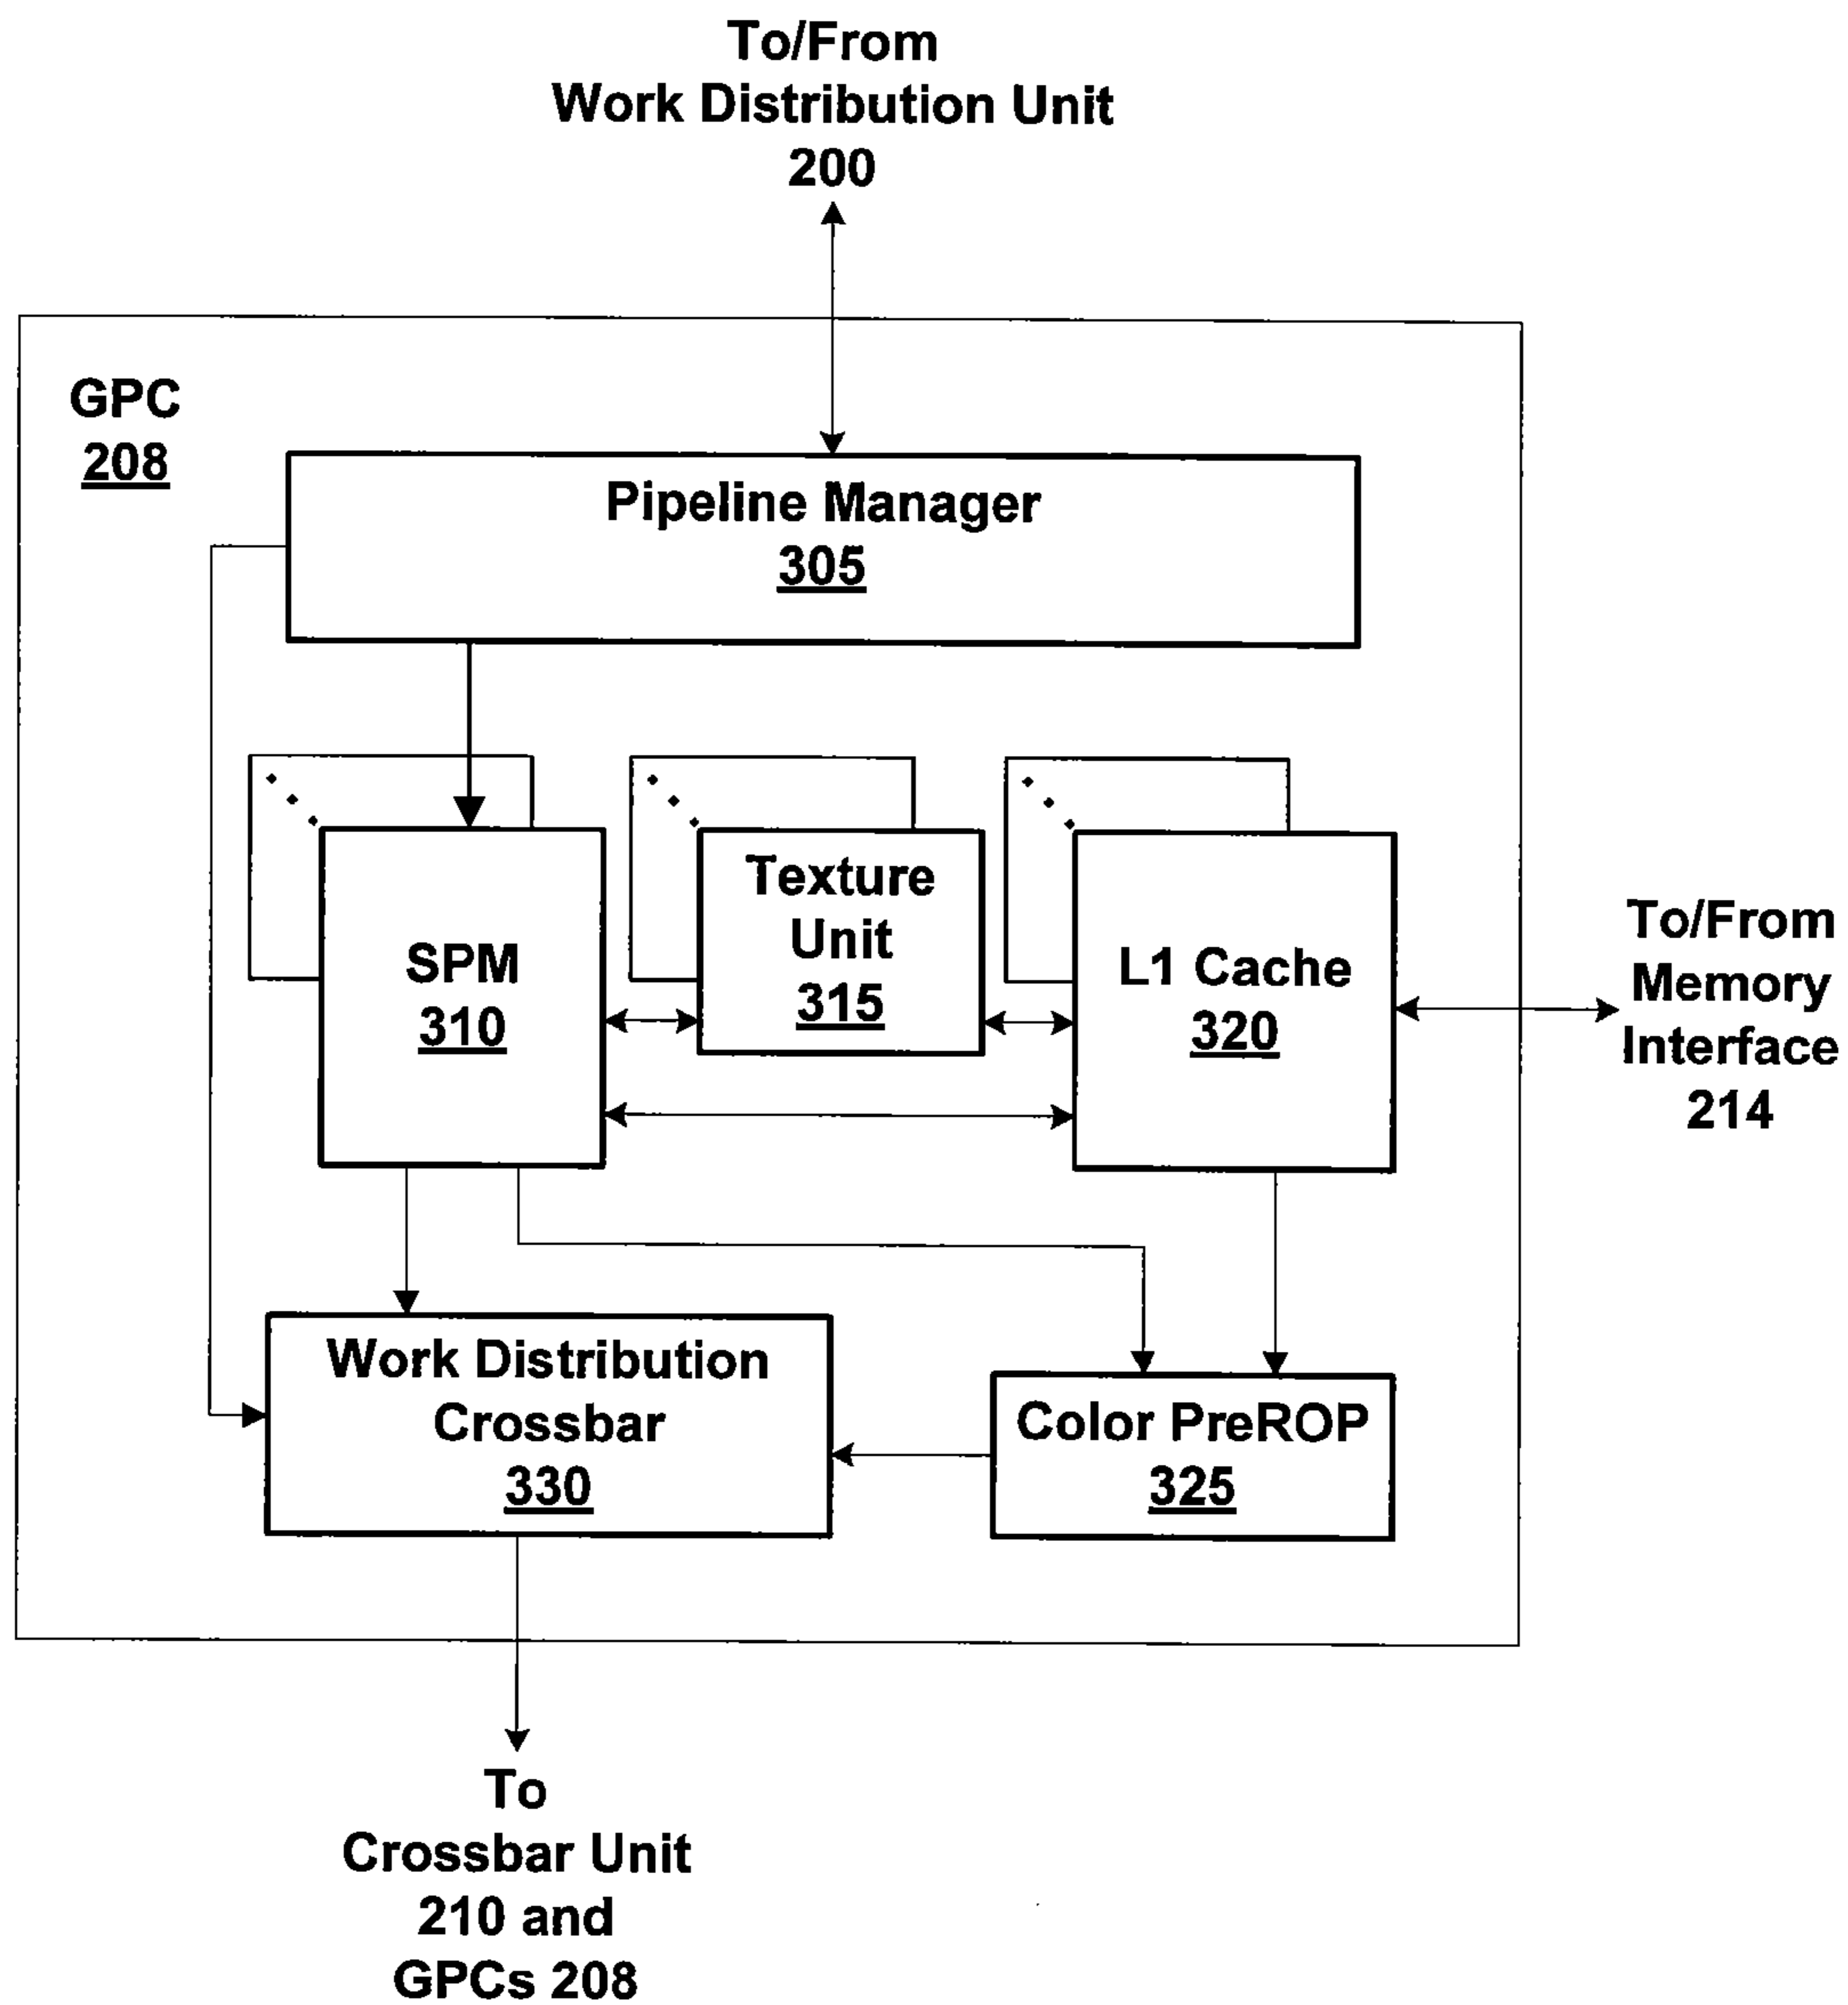 To/From
Work Distribution Unit
200
GPC
208
Pipeline Manager
305
SPM
310
Texture
Unit
315
L1 Cache
320
To/From
Memory
Interface
214
Work Distribution
Crossbar
330
Color PreROP
325
To
Crossbar Unit
210 and
GPCs 208